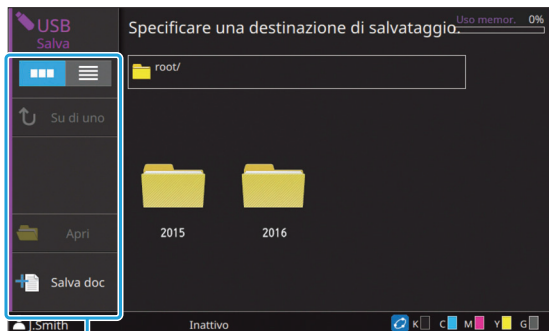 USB
Salva
Specificare una destinazione di salvataggio.
Uso memor. 0%
root/
Su di uno
Apri
Salva doc
2015 2016
J.Smith
Inattivo
K C M Y G